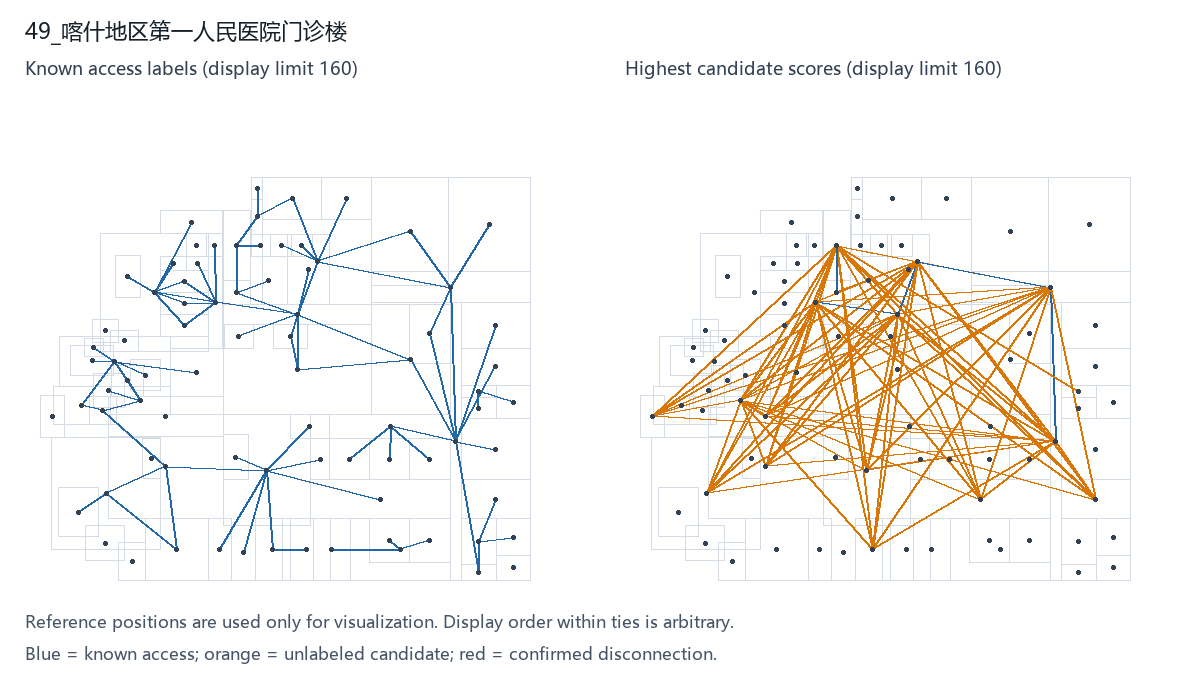 49_喀什地区第一人民医院门诊楼
Known access labels (display limit 160)
Highest candidate scores (display limit 160)
Reference positions are used only for visualization. Display order within ties is arbitrary.
Blue = known access; orange = unlabeled candidate; red = confirmed disconnection.